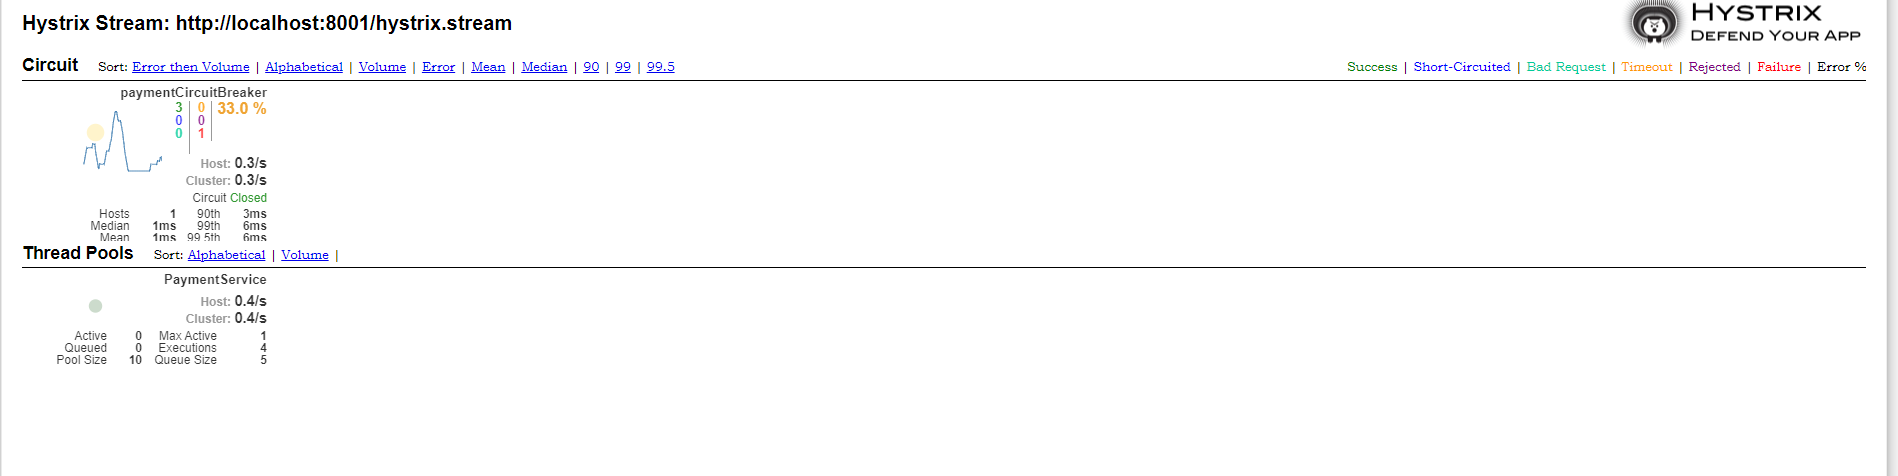 Hystrix Stream: http://localhost:8001/hystrix.stream
HYSTRIX
DEFEND YOUR APP
Circuit Sort: Error then Volume | Alphabetical | Volume | Error | Mean | Median | 90 | 99 | 99.5
Success | Short-Circuited | Bad Request | Timeout | Rejected | Failure | Error %
paymentCircuitBreaker
3 0 33.0 %
0 0
0 1
Host: 0.3/s
Cluster: 0.3/s
Circuit Closed
Hosts 1 90th 3ms
Median 1ms 99th 6ms
Mean 1ms 99.5th 6ms
Thread Pools Sort: Alphabetical | Volume |
PaymentService
Host: 0.4/s
Cluster: 0.4/s
Active 0 Max Active 1
Queued 0 Executions 4
Pool Size 10 Queue Size 5